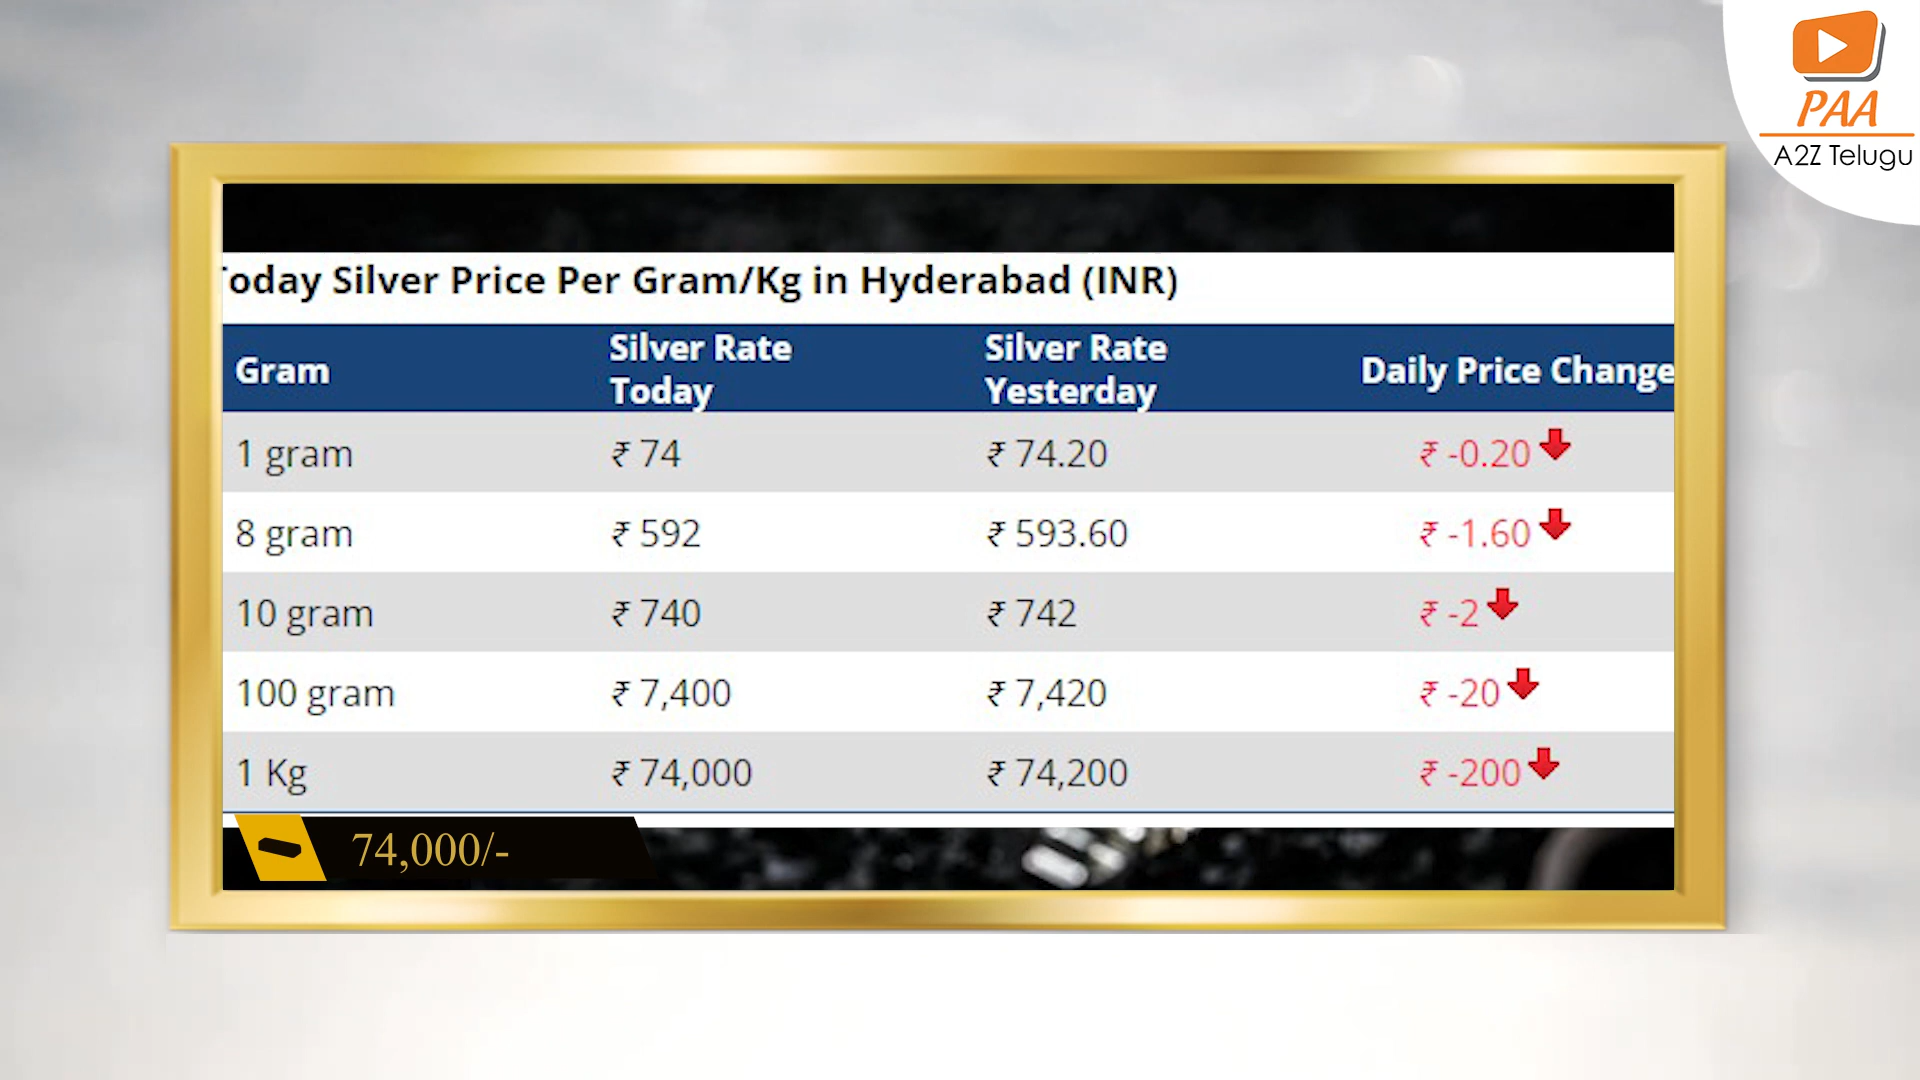 PAA
A2Z Telugu
Today Silver Price Per Gram/Kg in Hyderabad (INR)
Gram Silver Rate Today Silver Rate Yesterday Daily Price Change
1 gram ₹ 74 ₹ 74.20 ₹ -0.20
8 gram ₹ 592 ₹ 593.60 ₹ -1.60
10 gram ₹ 740 ₹ 742 ₹ -2
100 gram ₹ 7,400 ₹ 7,420 ₹ -20
1 Kg ₹ 74,000 ₹ 74,200 ₹ -200
74,000/-